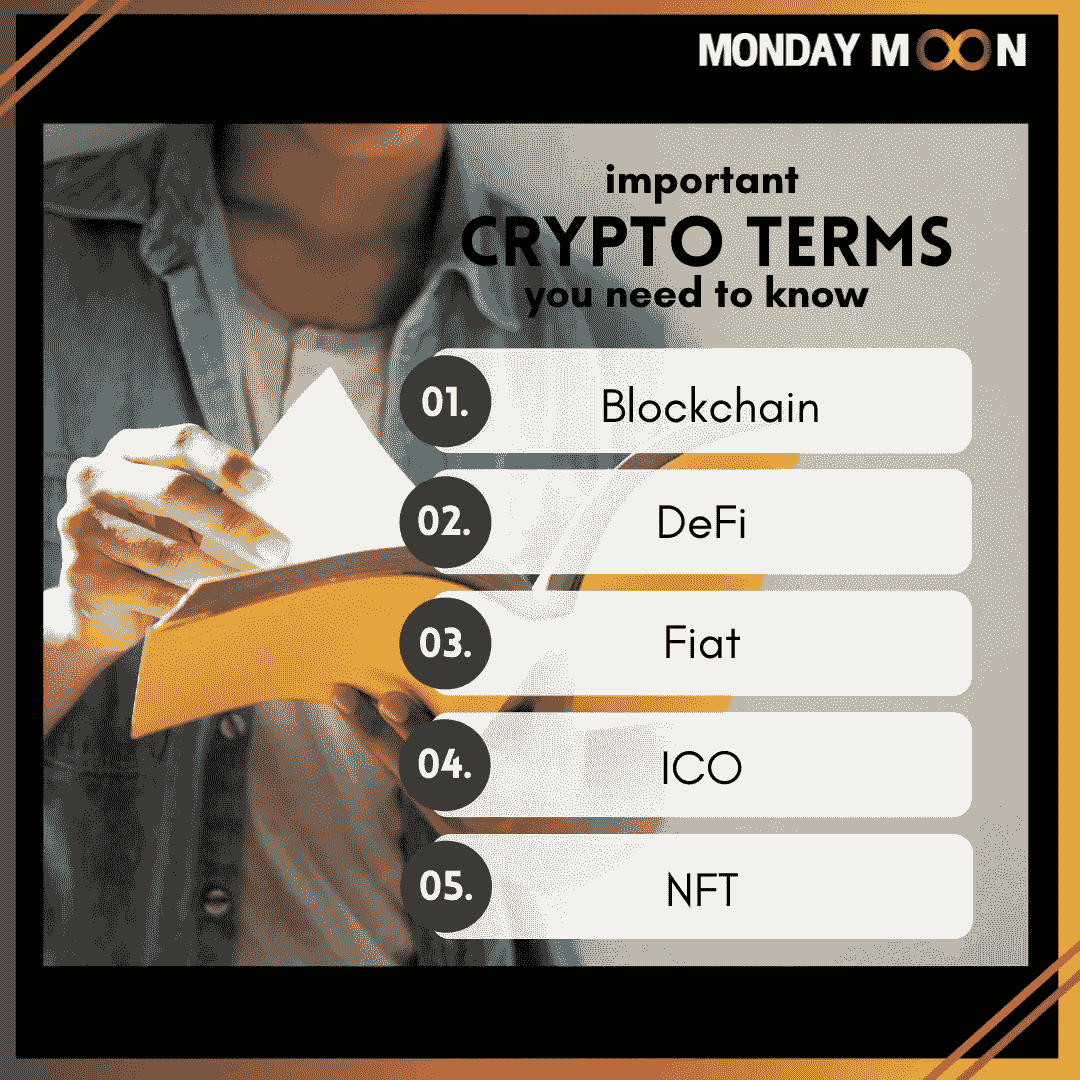 MONDAY MOON
important
CRYPTO TERMS
you need to know
01. Blockchain
02. DeFi
03. Fiat
04. ICO
05. NFT